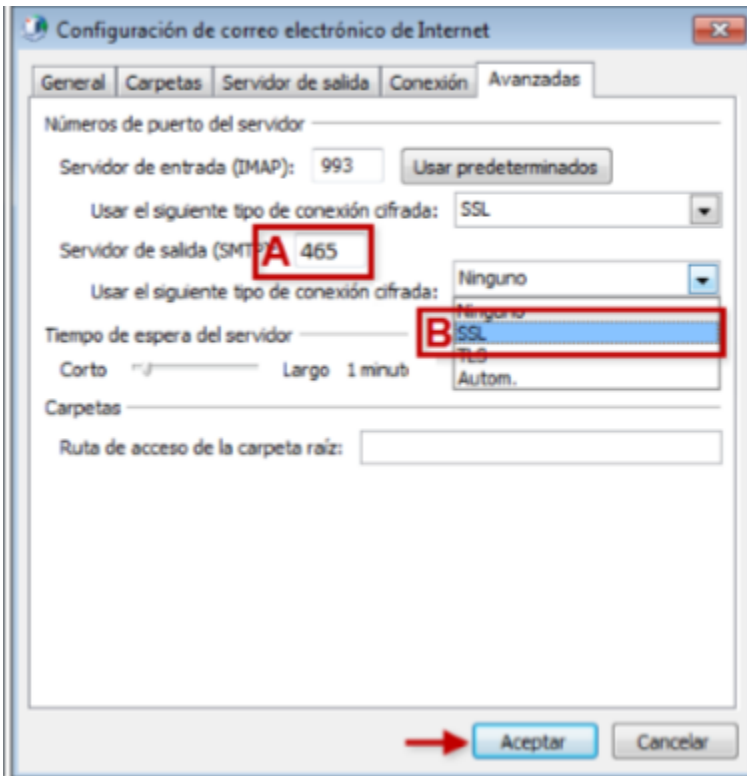 Configuración de correo electrónico de Internet
General Carpetas Servidor de salida Conexión Avanzadas
Números de puerto del servidor
Servidor de entrada (IMAP): 993 Usar predeterminados
Usar el siguiente tipo de conexión cifrada: SSL
Servidor de salida (SMTP): A 465
Usar el siguiente tipo de conexión cifrada: Ninguno
Ninguno
B SSL
TLS
Autom.
Tiempo de espera del servidor
Corto Largo 1 minut
Carpetas
Ruta de acceso de la carpeta raíz:
Aceptar Cancelar